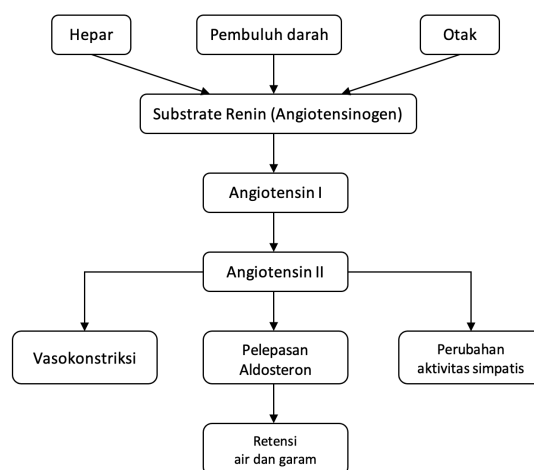 Hepar
Pembuluh darah
Otak
Substrate Renin (Angiotensinogen)
Angiotensin I
Angiotensin II
Vasokonstriksi
Pelepasan
Aldosteron
Perubahan
aktivitas simpatis
Retensi
air dan garam